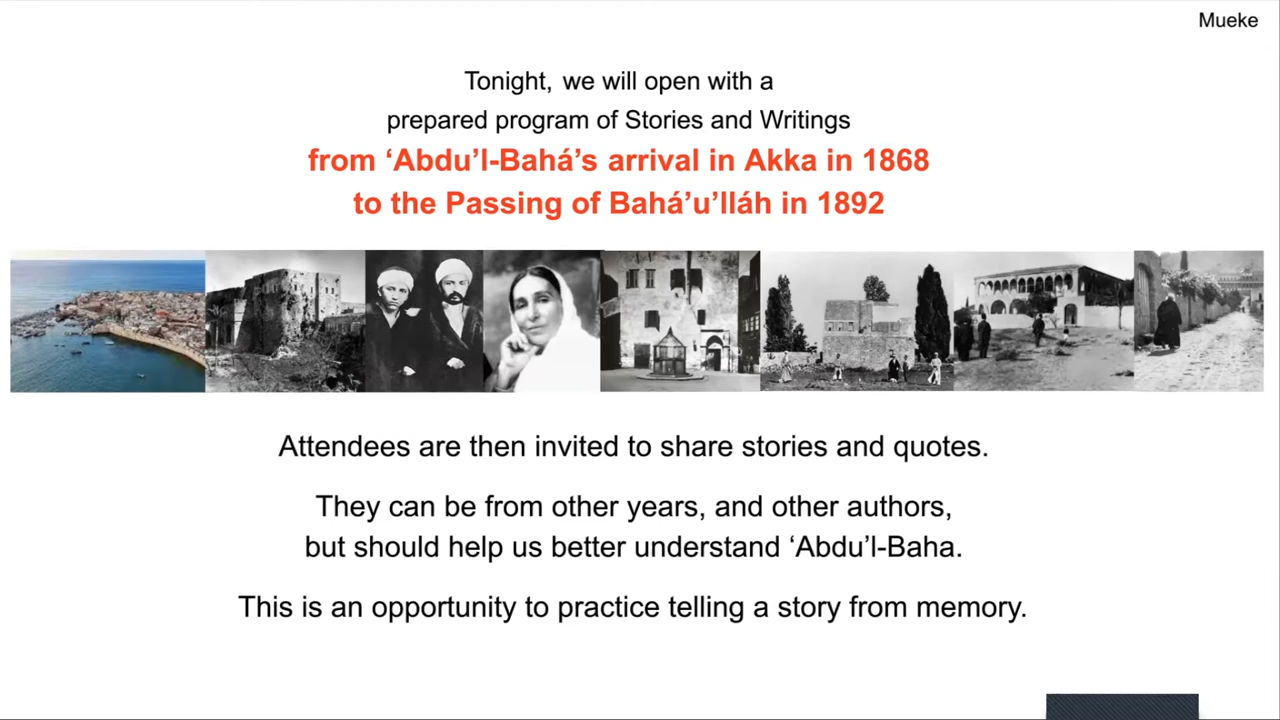 Mueke
Tonight, we will open with a
prepared program of Stories and Writings
from ‘Abdu’l-Bahá’s arrival in Akka in 1868
to the Passing of Bahá’u’lláh in 1892
Attendees are then invited to share stories and quotes.
They can be from other years, and other authors,
but should help us better understand ‘Abdu’l-Baha.
This is an opportunity to practice telling a story from memory.